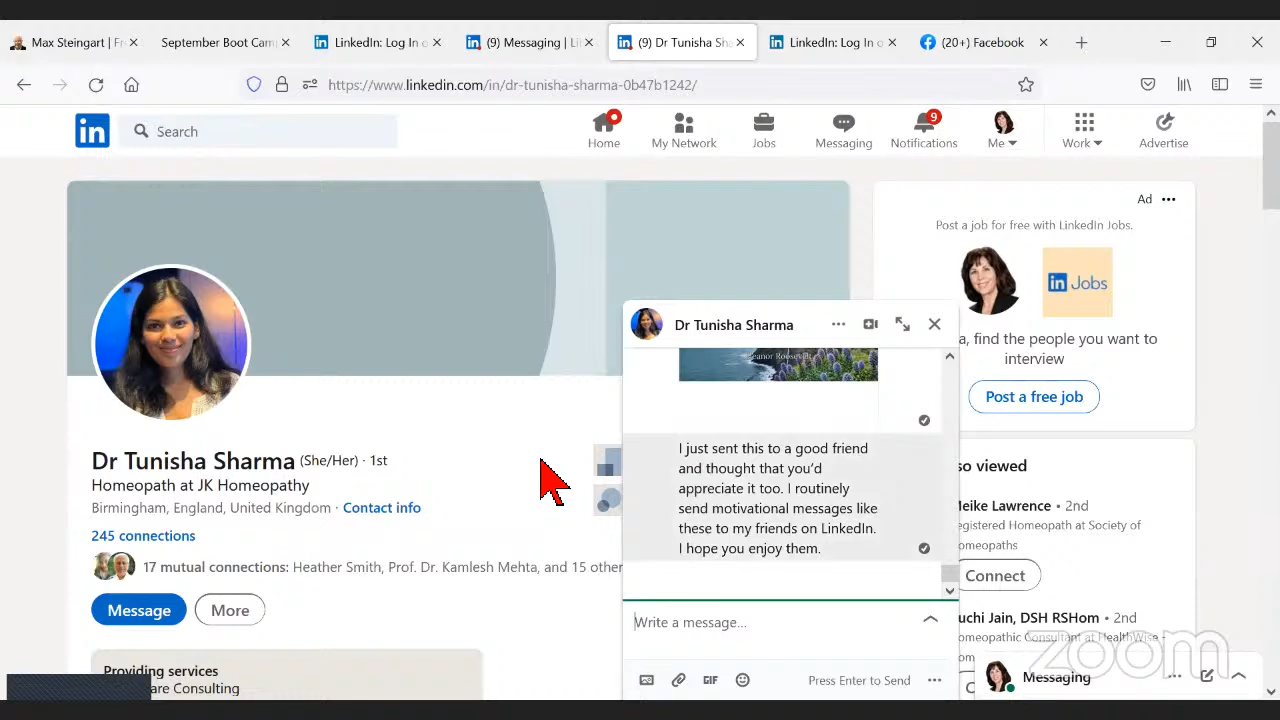 Max Steingart | Fr
September Boot Cam
LinkedIn: Log In o
(9) Messaging | Li
(9) Dr Tunisha Sha
LinkedIn: Log In o
(20+) Facebook
https://www.linkedin.com/in/dr-tunisha-sharma-0b47b1242/
in
Search
Home
My Network
Jobs
Messaging
9
Notifications
Me
Work
Advertise
Ad
Post a job for free with LinkedIn Jobs.
in Jobs
a, find the people you want to
interview
Post a free job
Dr Tunisha Sharma (She/Her) · 1st
Homeopath at JK Homeopathy
Birmingham, England, United Kingdom · Contact info
245 connections
17 mutual connections: Heather Smith, Prof. Dr. Kamlesh Mehta, and 15 other
Message
More
Providing services
are Consulting
Dr Tunisha Sharma
Eleanor Roosevelt
I just sent this to a good friend
and thought that you'd
appreciate it too. I routinely
send motivational messages like
these to my friends on LinkedIn.
I hope you enjoy them.
Write a message...
GIF
Press Enter to Send
so viewed
Meike Lawrence · 2nd
egistered Homeopath at Society of
omeopaths
Connect
uchi Jain, DSH RSHom · 2nd
omeopathic Consultant at HealthWise -
om
zoom
Messaging